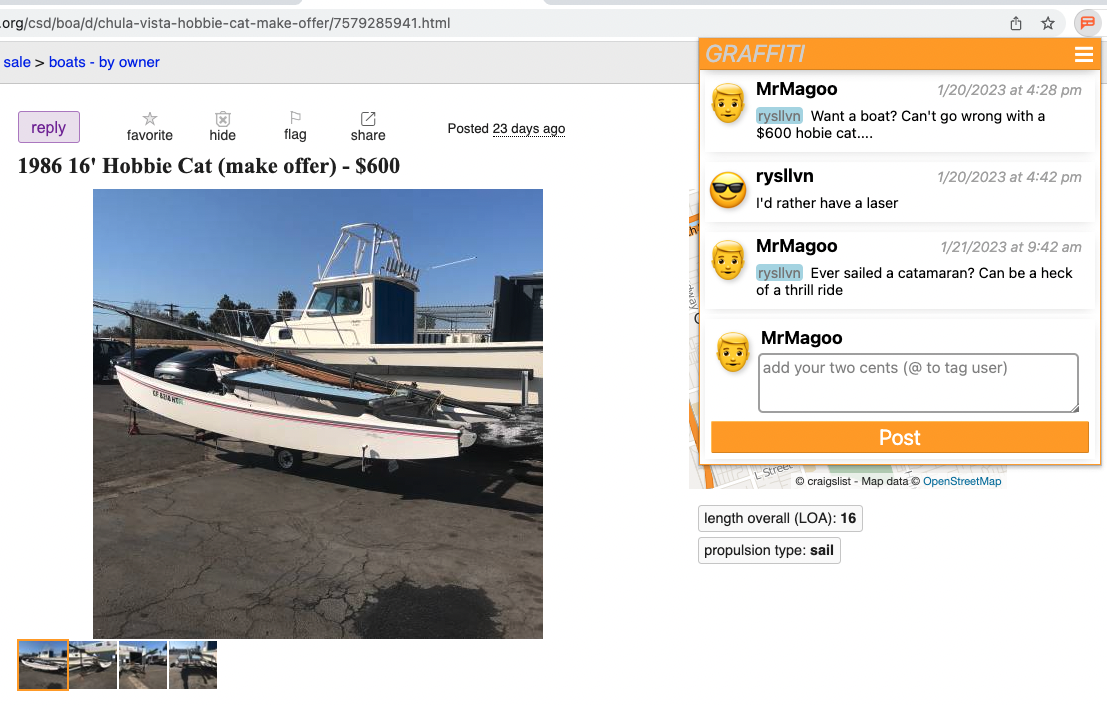 .org/csd/boa/d/chula-vista-hobbie-cat-make-offer/7579285941.html
sale > boats - by owner
reply
favorite
hide
flag
share
Posted 23 days ago
1986 16' Hobbie Cat (make offer) - $600
GRAFFITI
MrMagoo 1/20/2023 at 4:28 pm
rysllvn Want a boat? Can't go wrong with a
$600 hobie cat....
rysllvn 1/20/2023 at 4:42 pm
I'd rather have a laser
MrMagoo 1/21/2023 at 9:42 am
rysllvn Ever sailed a catamaran? Can be a heck
of a thrill ride
MrMagoo
add your two cents (@ to tag user)
Post
L Street
© craigslist - Map data © OpenStreetMap
length overall (LOA): 16
propulsion type: sail